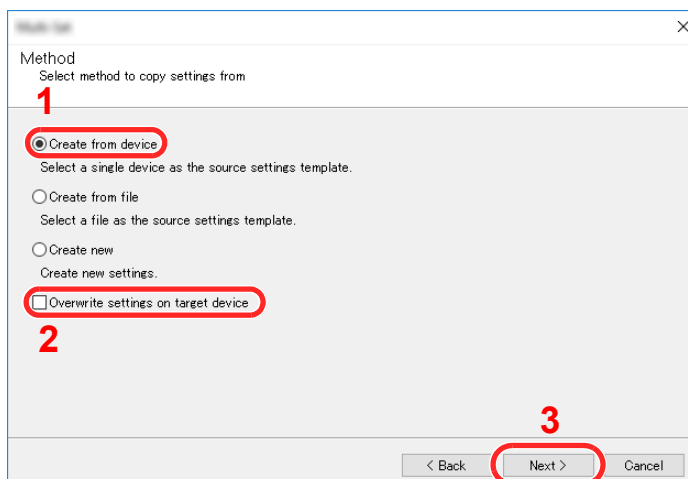 Method
Select method to copy settings from
1
Create from device
Select a single device as the source settings template.
Create from file
Select a file as the source settings template.
Create new
Create new settings.
Overwrite settings on target device
2
3
< Back Next > Cancel